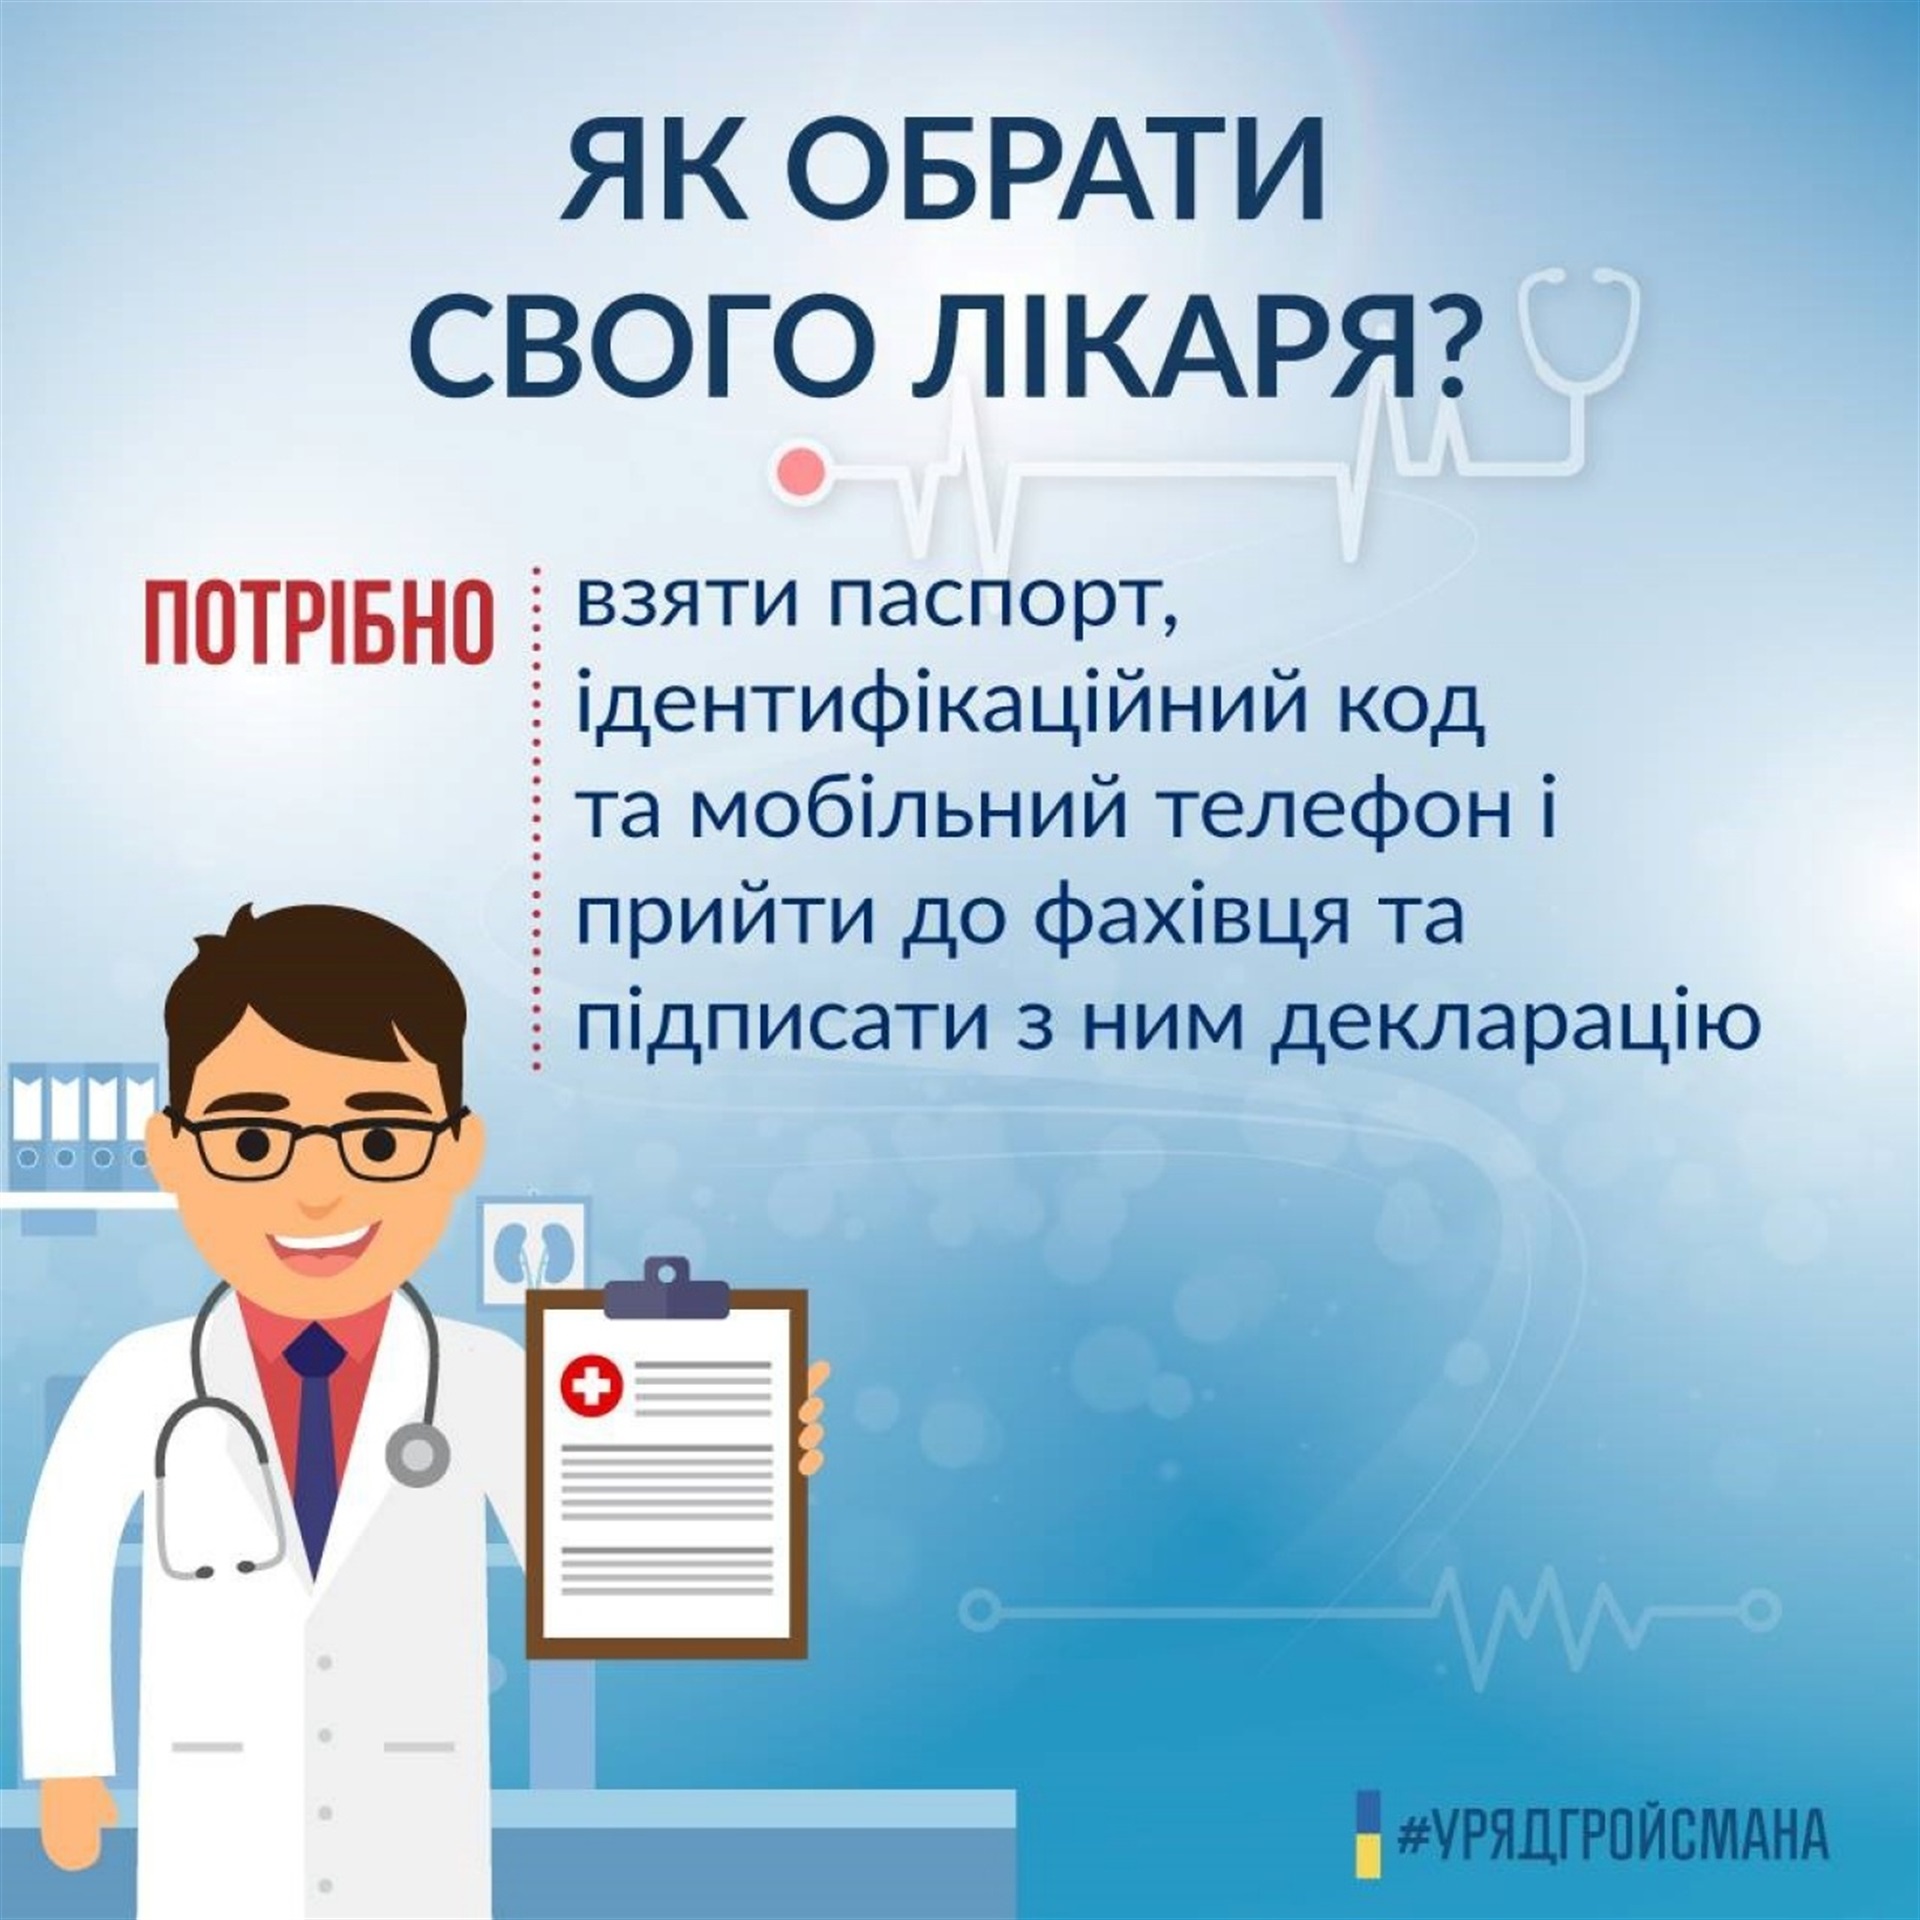 ЯК ОБРАТИ
СВОГО ЛІКАРЯ?
ПОТРІБНО
взяти паспорт,
ідентифікаційний код
та мобільний телефон і
прийти до фахівця та
підписати з ним декларацію
#УРЯДГРОЙСМАНА